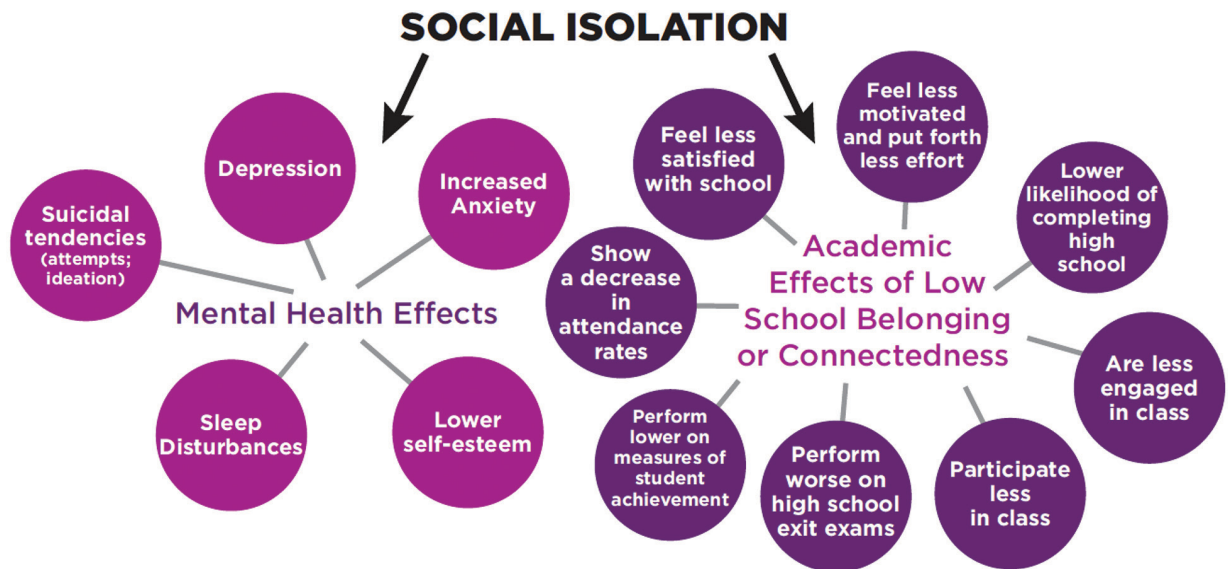 SOCIAL ISOLATION
Depression
Increased
Anxiety
Suicidal
tendencies
(attempts;
ideation)
Mental Health Effects
Sleep
Disturbances
Lower
self-esteem
Feel less
satisfied
with school
Feel less
motivated
and put forth
less effort
Lower
likelihood of
completing
high
school
Show
a decrease
in
attendance
rates
Academic
Effects of Low
School Belonging
or Connectedness
Are less
engaged
in class
Perform
lower on
measures of
student
achievement
Perform
worse on
high school
exit exams
Participate
less
in class